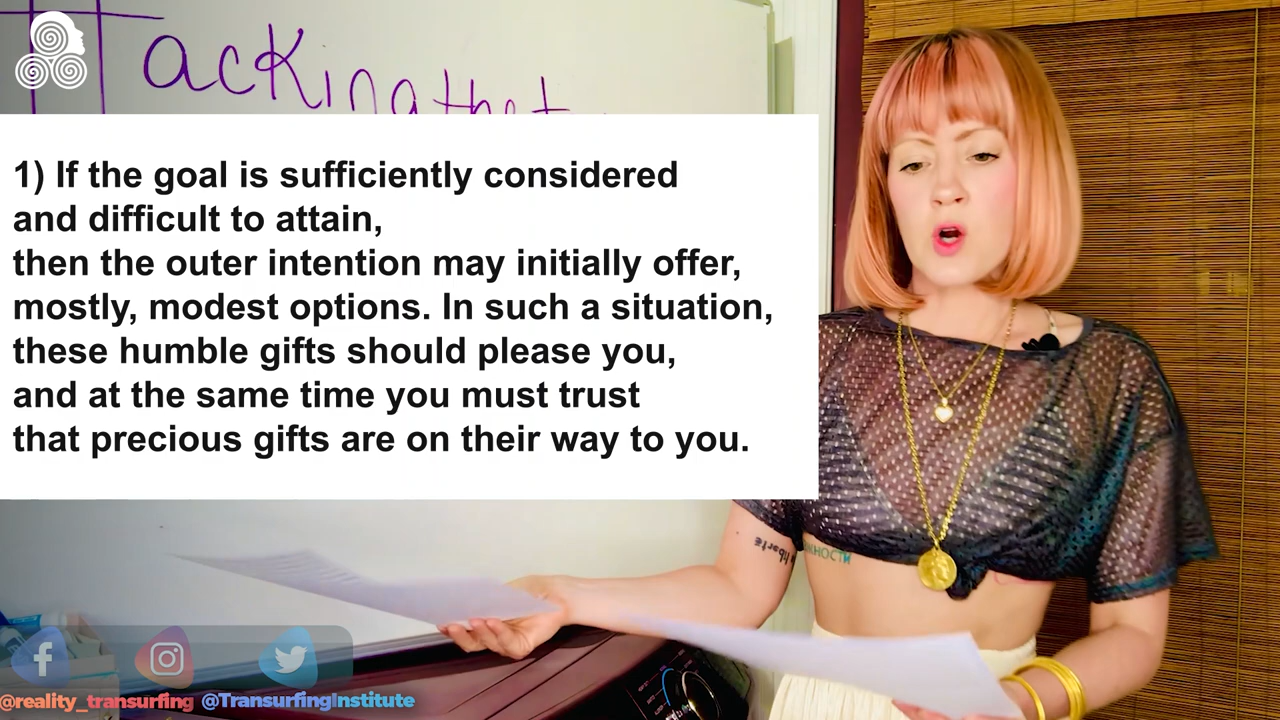 Tacking the t
1) If the goal is sufficiently considered
and difficult to attain,
then the outer intention may initially offer,
mostly, modest options. In such a situation,
these humble gifts should please you,
and at the same time you must trust
that precious gifts are on their way to you.
@reality_transurfing @TransurfingInstitute